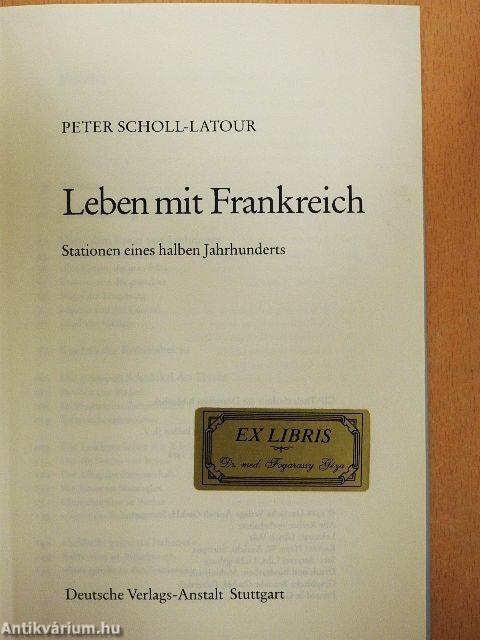 PETER SCHOLL-LATOUR
Leben mit Frankreich
Stationen eines halben Jahrhunderts
EX LIBRIS
Dr. med. Fogarassy Géza
Deutsche Verlags-Anstalt Stuttgart
Antikvárium.hu